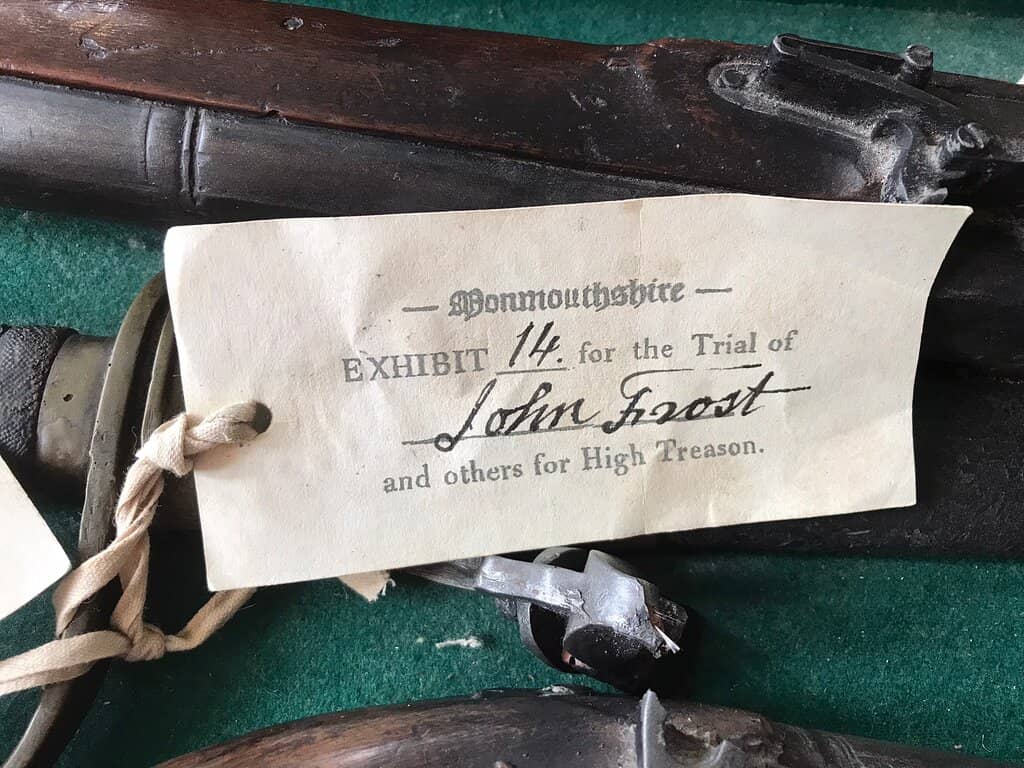 — Monmouthshire —
EXHIBIT 14. for the Trial of
John Frost
and others for High Treason.